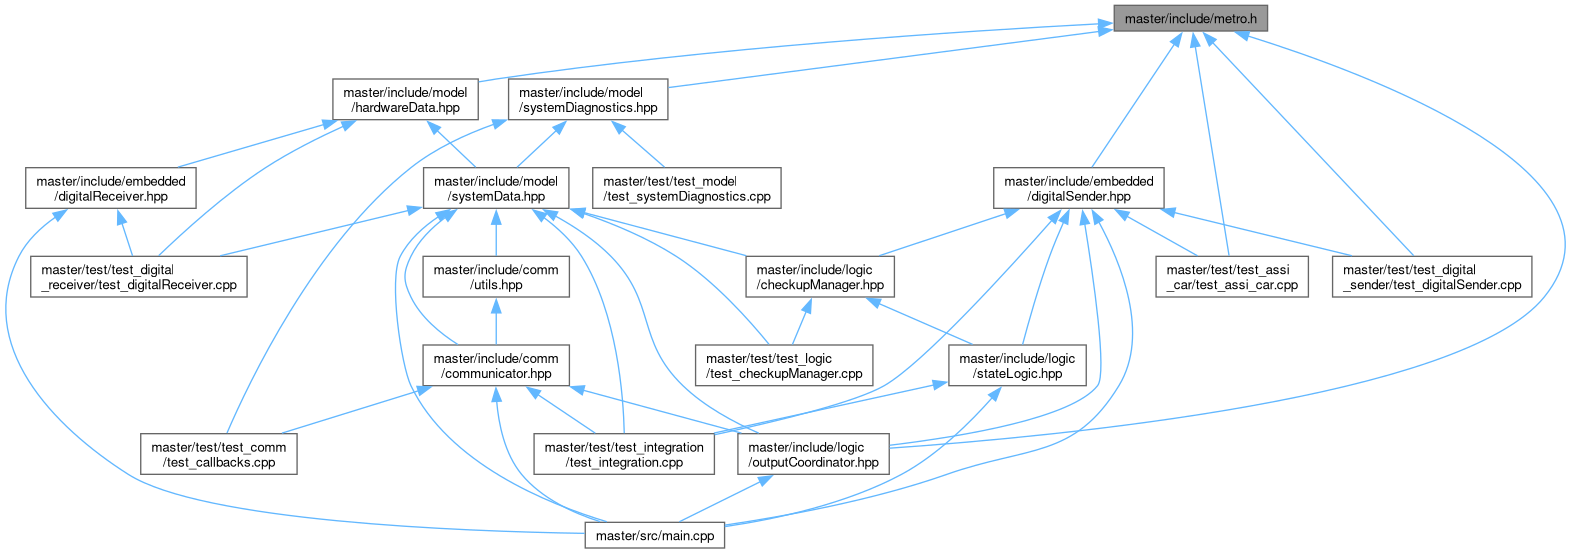 master/include/metro.h
master/include/model
/hardwareData.hpp
master/include/model
/systemDiagnostics.hpp
master/include/embedded
/digitalReceiver.hpp
master/include/model
/systemData.hpp
master/test/test_model
/test_systemDiagnostics.cpp
master/include/embedded
/digitalSender.hpp
master/test/test_digital
_receiver/test_digitalReceiver.cpp
master/include/comm
/utils.hpp
master/include/logic
/checkupManager.hpp
master/test/test_assi
_car/test_assi_car.cpp
master/test/test_digital
_sender/test_digitalSender.cpp
master/include/comm
/communicator.hpp
master/test/test_logic
/test_checkupManager.cpp
master/include/logic
/stateLogic.hpp
master/test/test_comm
/test_callbacks.cpp
master/test/test_integration
/test_integration.cpp
master/include/logic
/outputCoordinator.hpp
master/src/main.cpp